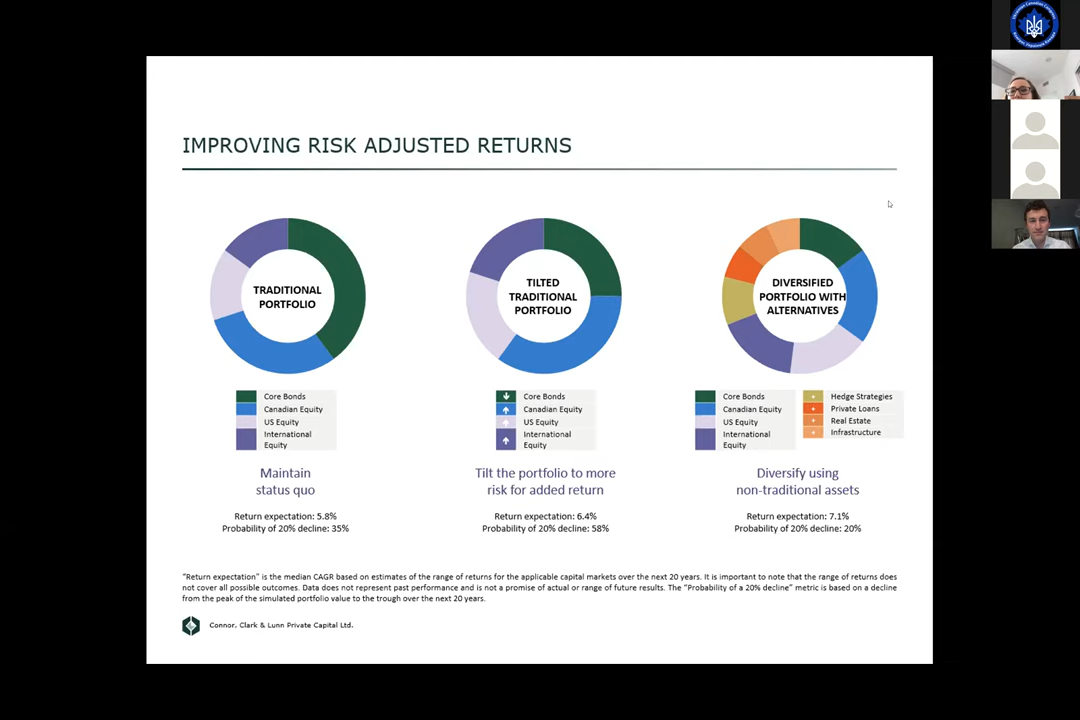 IMPROVING RISK ADJUSTED RETURNS
TRADITIONAL
PORTFOLIO
Core Bonds
Canadian Equity
US Equity
International
Equity
Maintain
status quo
Return expectation: 5.8%
Probability of 20% decline: 35%
TILTED
TRADITIONAL
PORTFOLIO
Core Bonds
Canadian Equity
US Equity
International
Equity
Tilt the portfolio to more
risk for added return
Return expectation: 6.4%
Probability of 20% decline: 58%
DIVERSIFIED
PORTFOLIO WITH
ALTERNATIVES
Core Bonds
Canadian Equity
US Equity
International
Equity
+ Hedge Strategies
+ Private Loans
+ Real Estate
+ Infrastructure
Diversify using
non-traditional assets
Return expectation: 7.1%
Probability of 20% decline: 20%
“Return expectation” is the median CAGR based on estimates of the range of returns for the applicable capital markets over the next 20 years. It is important to note that the range of returns does
not cover all possible outcomes. Data does not represent past performance and is not a promise of actual or range of future results. The “Probability of a 20% decline” metric is based on a decline
from the peak of the simulated portfolio value to the trough over the next 20 years.
Connor, Clark & Lunn Private Capital Ltd.